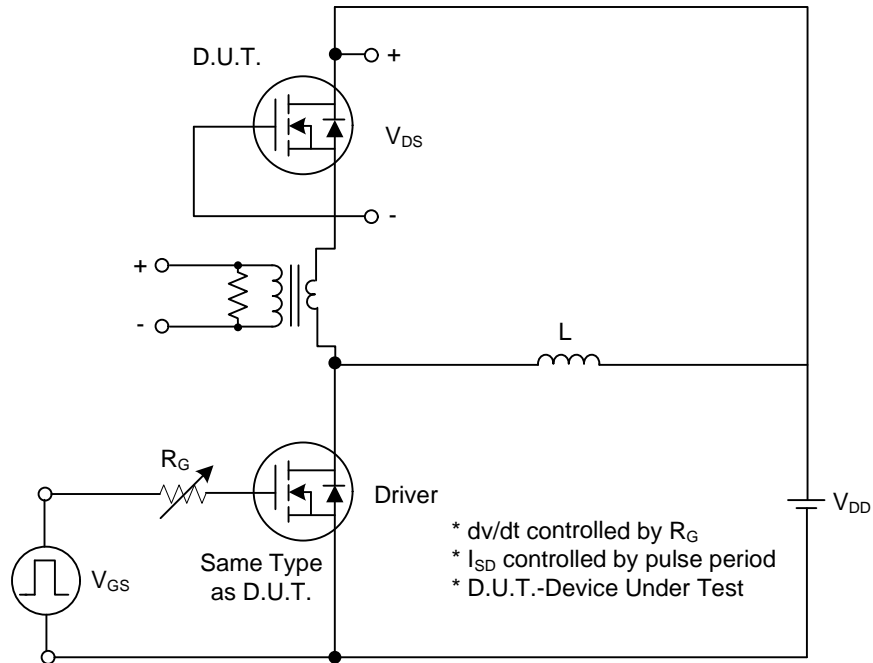 D.U.T.
+
V_DS
-
+
-
L
R_G
Driver
V_DD
V_GS
Same Type
as D.U.T.
* dv/dt controlled by R_G
* I_SD controlled by pulse period
* D.U.T.-Device Under Test